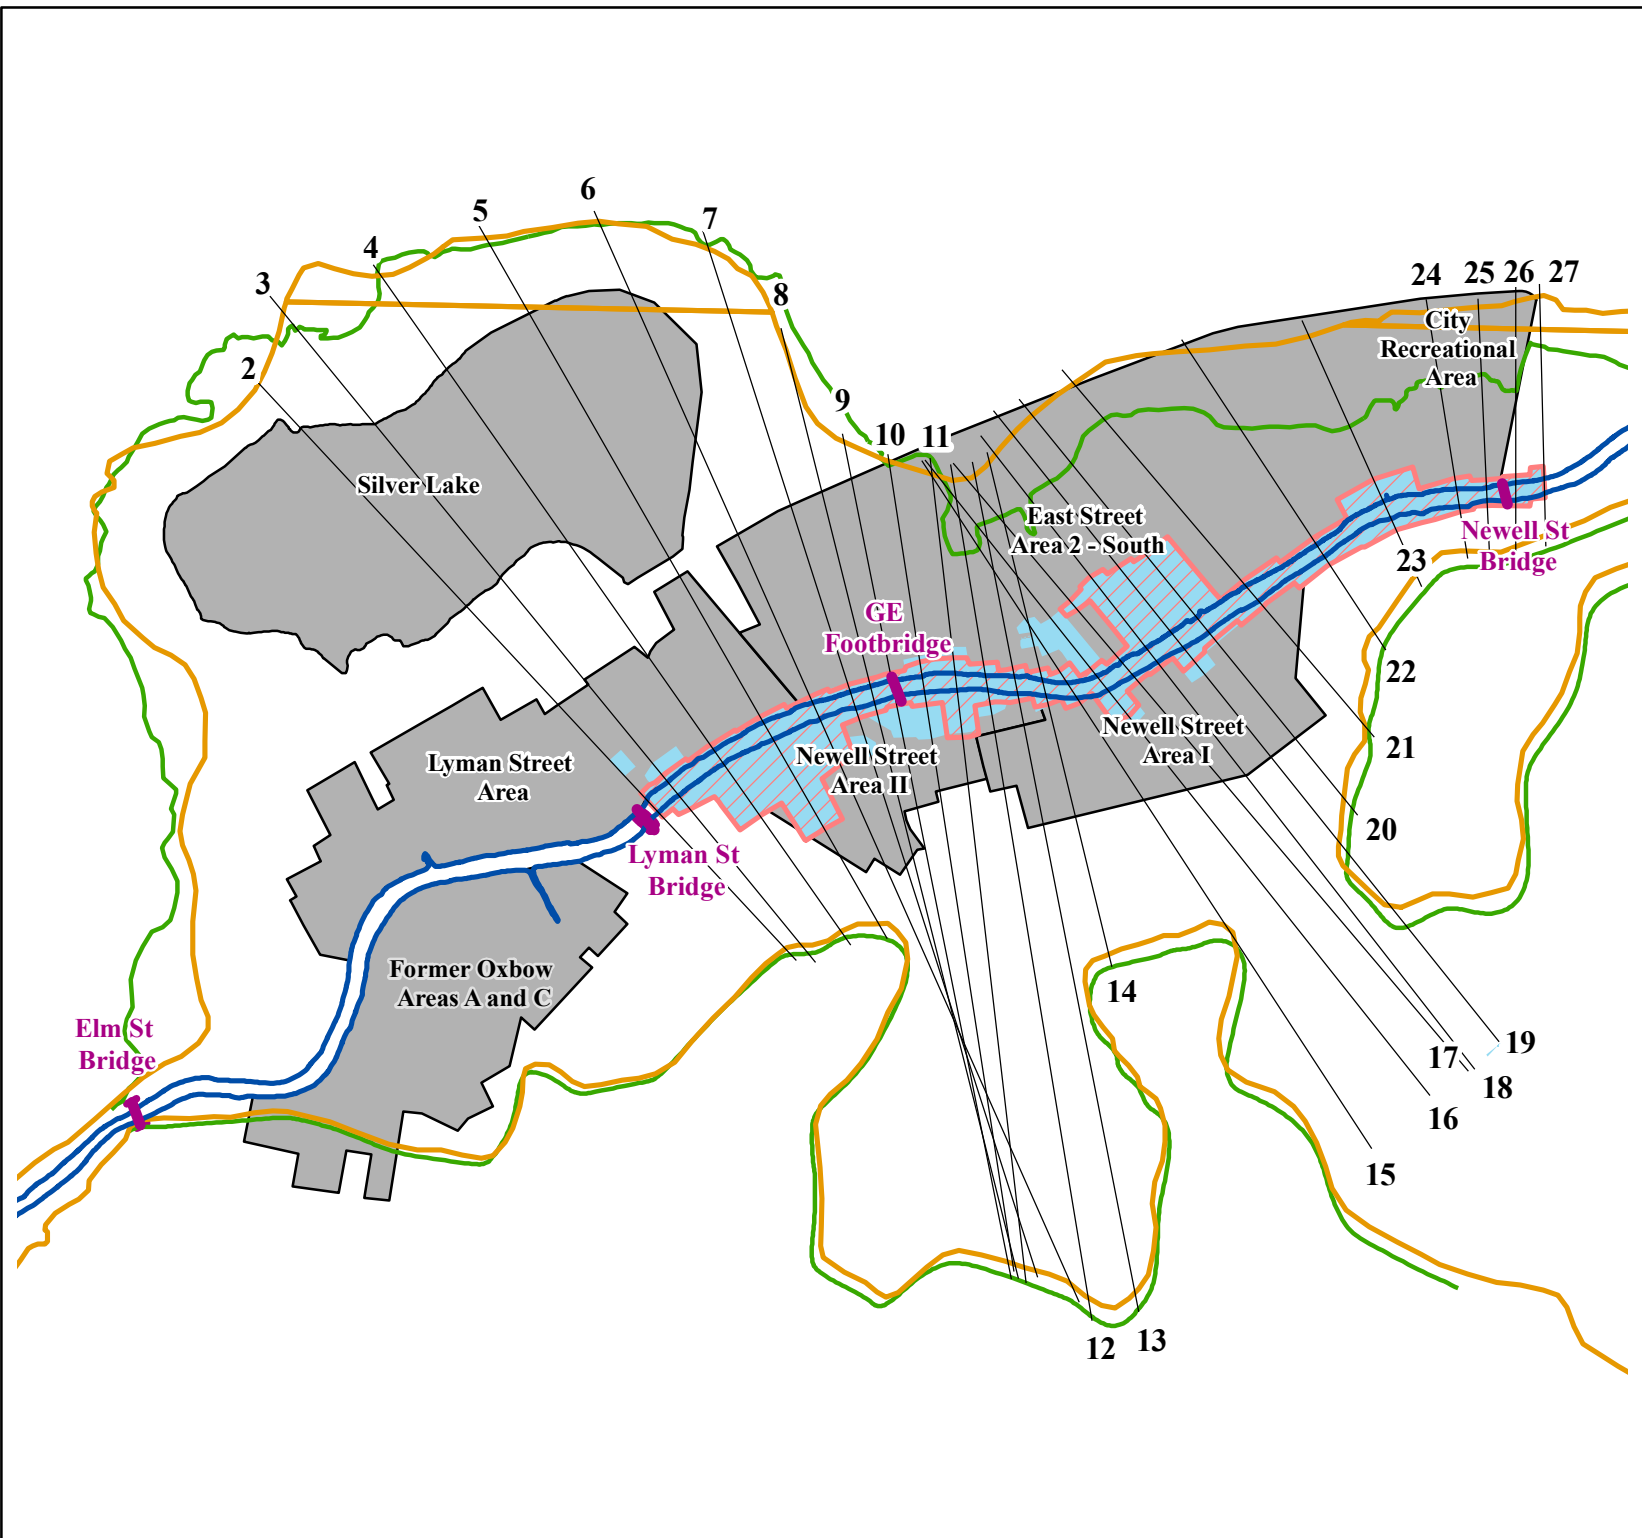 6
5
7
4
3
24
25
26
27
8
City
Recreational
Area
2
9
10
11
Silver Lake
East Street
Area 2 - South
Newell St
Bridge
23
GE
Footbridge
22
Newell Street
Area I
21
Newell Street
Area II
Lyman Street
Area
20
Lyman St
Bridge
Former Oxbow
Areas A and C
14
Elm St
Bridge
19
17
18
16
15
13
12